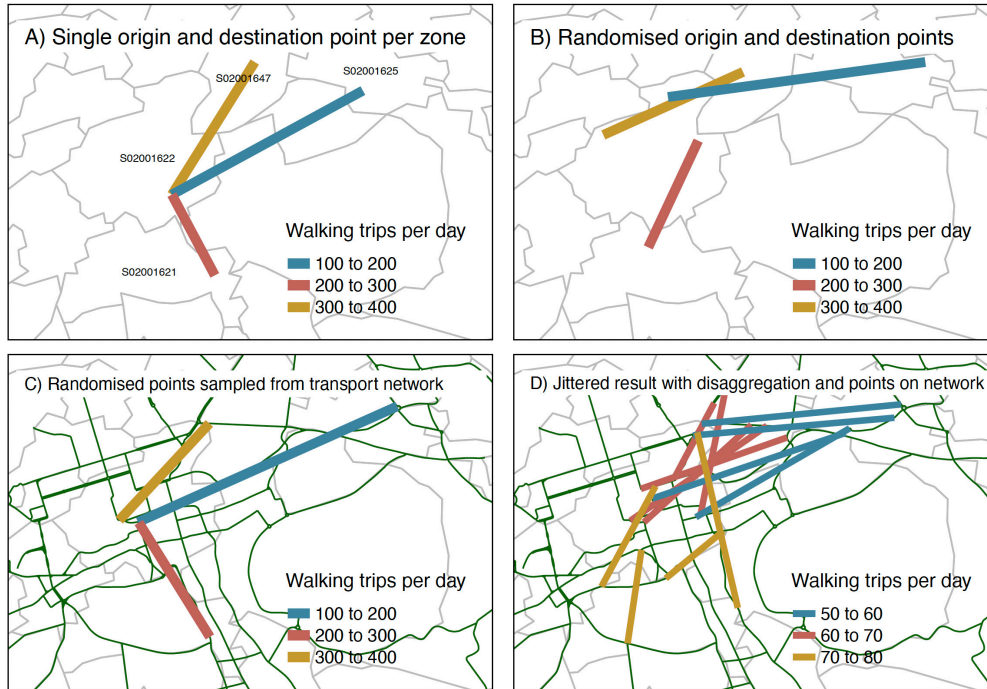 A) Single origin and destination point per zone
S02001647
S02001625
S02001622
S02001621
Walking trips per day
100 to 200
200 to 300
300 to 400
B) Randomised origin and destination points
Walking trips per day
100 to 200
200 to 300
300 to 400
C) Randomised points sampled from transport network
Walking trips per day
100 to 200
200 to 300
300 to 400
D) Jittered result with disaggregation and points on network
Walking trips per day
50 to 60
60 to 70
70 to 80